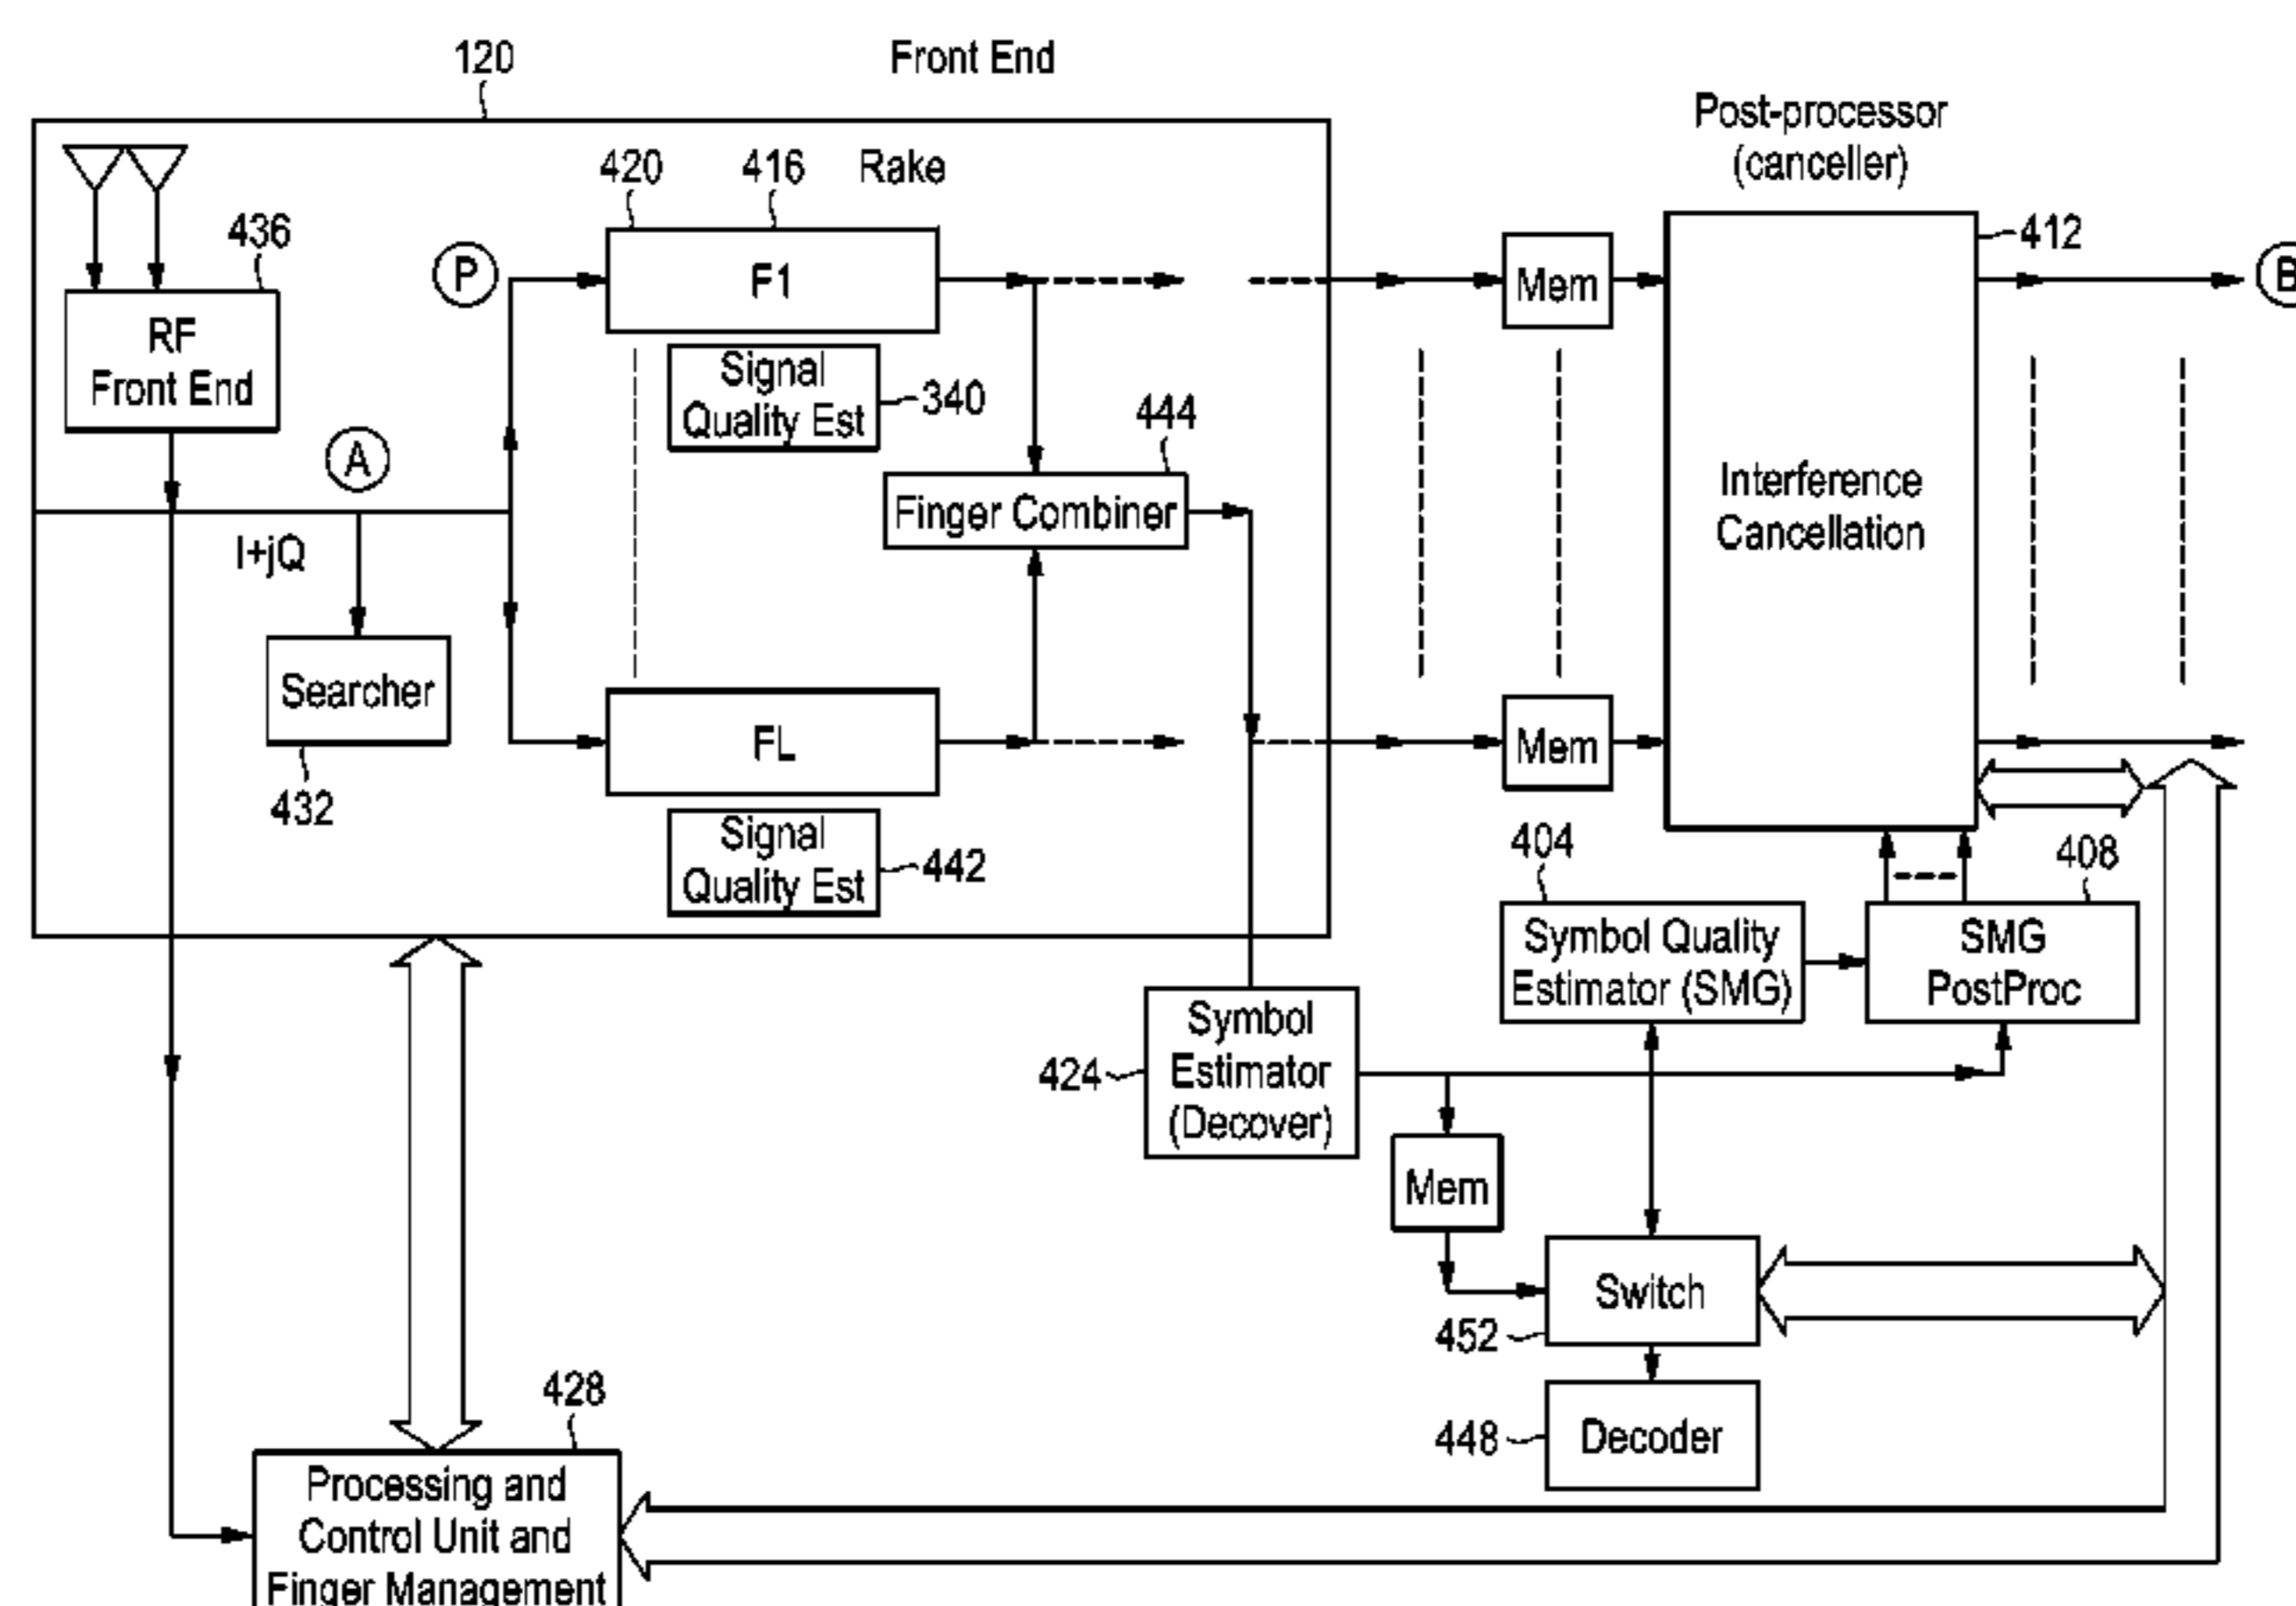 120
Front End
Post-processor
(canceller)
420
416
Rake
436
412
P
F1
Mem
B
RF
Front End
Signal
Quality Est
340
444
A
Finger Combiner
Interference
Cancellation
I+jQ
Searcher
432
FL
Mem
Signal
Quality Est
442
404
408
Symbol Quality
Estimator (SMG)
SMG
PostProc
424
Symbol
Estimator
(Decover)
Mem
Switch
452
448
Decoder
428
Processing and
Control Unit and
Finger Management